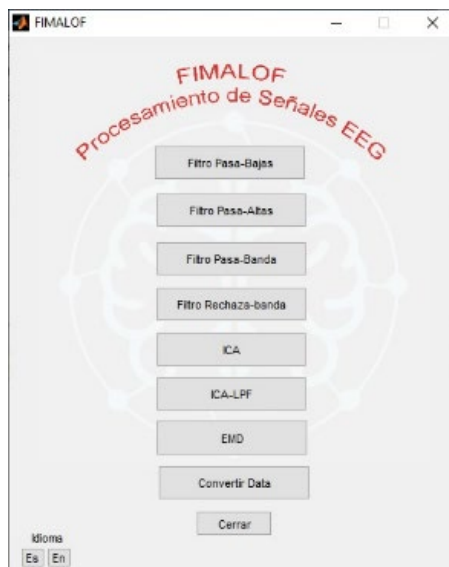 FIMALOF
FIMALOF
Procesamiento de Señales EEG
Filtro Pasa-Bajas
Filtro Pasa-Altas
Filtro Pasa-Banda
Filtro Rechaza-banda
ICA
ICA-LPF
EMD
Convertir Data
Cerrar
Idioma
Es En